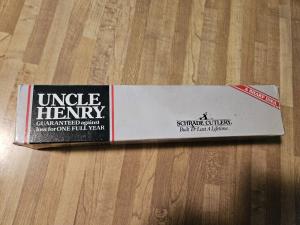 UNCLE
HENRY
GUARANTEED against
loss for ONE FULL YEAR
SCHRADE CUTLERY
Built To Last A Lifetime.